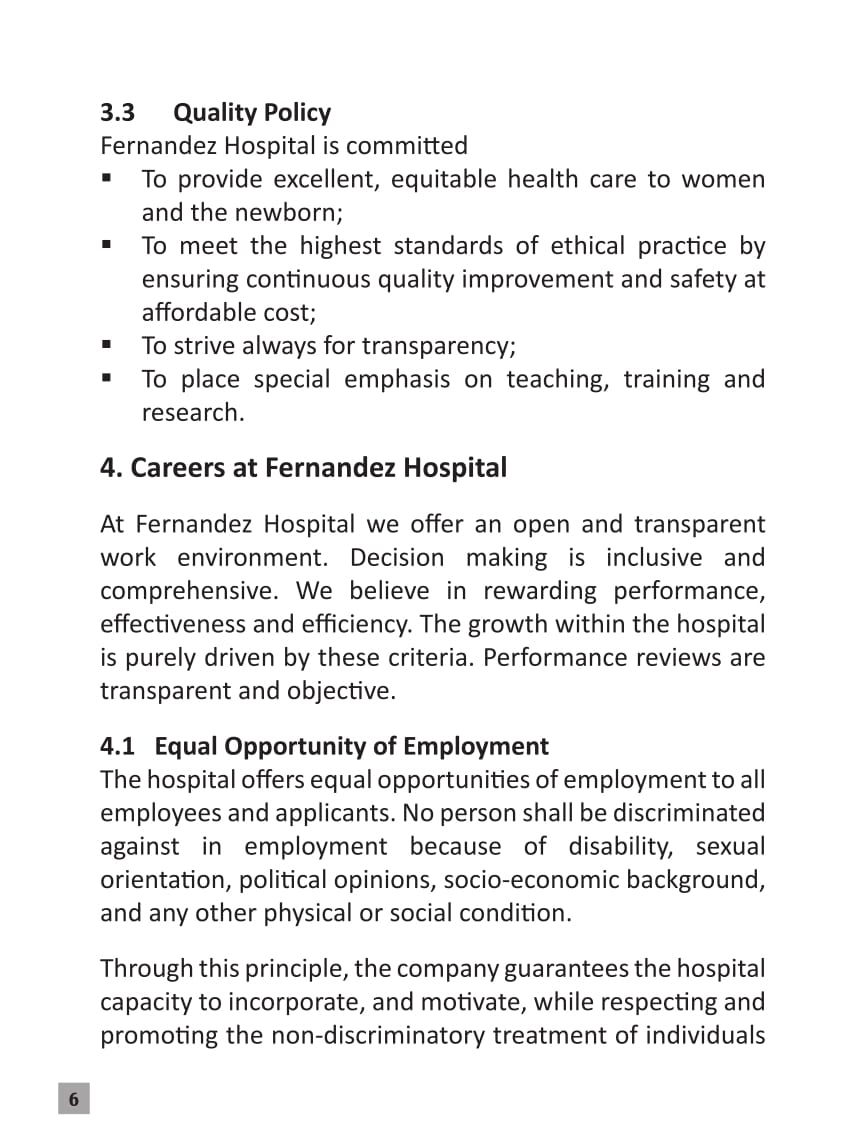 3.3 Quality Policy
Fernandez Hospital is committed
▪ To provide excellent, equitable health care to women
and the newborn;
▪ To meet the highest standards of ethical practice by
ensuring continuous quality improvement and safety at
affordable cost;
▪ To strive always for transparency;
▪ To place special emphasis on teaching, training and
research.
4. Careers at Fernandez Hospital
At Fernandez Hospital we offer an open and transparent
work environment. Decision making is inclusive and
comprehensive. We believe in rewarding performance,
effectiveness and efficiency. The growth within the hospital
is purely driven by these criteria. Performance reviews are
transparent and objective.
4.1 Equal Opportunity of Employment
The hospital offers equal opportunities of employment to all
employees and applicants. No person shall be discriminated
against in employment because of disability, sexual
orientation, political opinions, socio-economic background,
and any other physical or social condition.
Through this principle, the company guarantees the hospital
capacity to incorporate, and motivate, while respecting and
promoting the non-discriminatory treatment of individuals
6